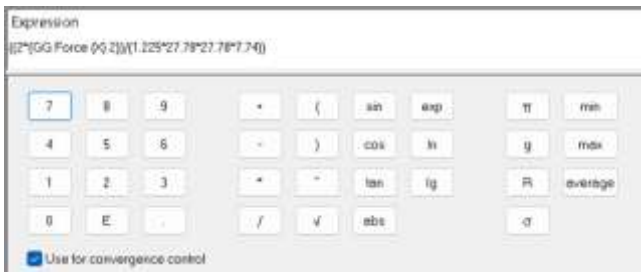 Expression
((2*{GG Force (X) 2})/(1.225*27.78*27.78*7.74))
7 8 9 + ( sin exp π min
4 5 6 - ) cos ln g max
1 2 3 * ^ tan lg R average
0 E . / √ abs σ
Use for convergence control